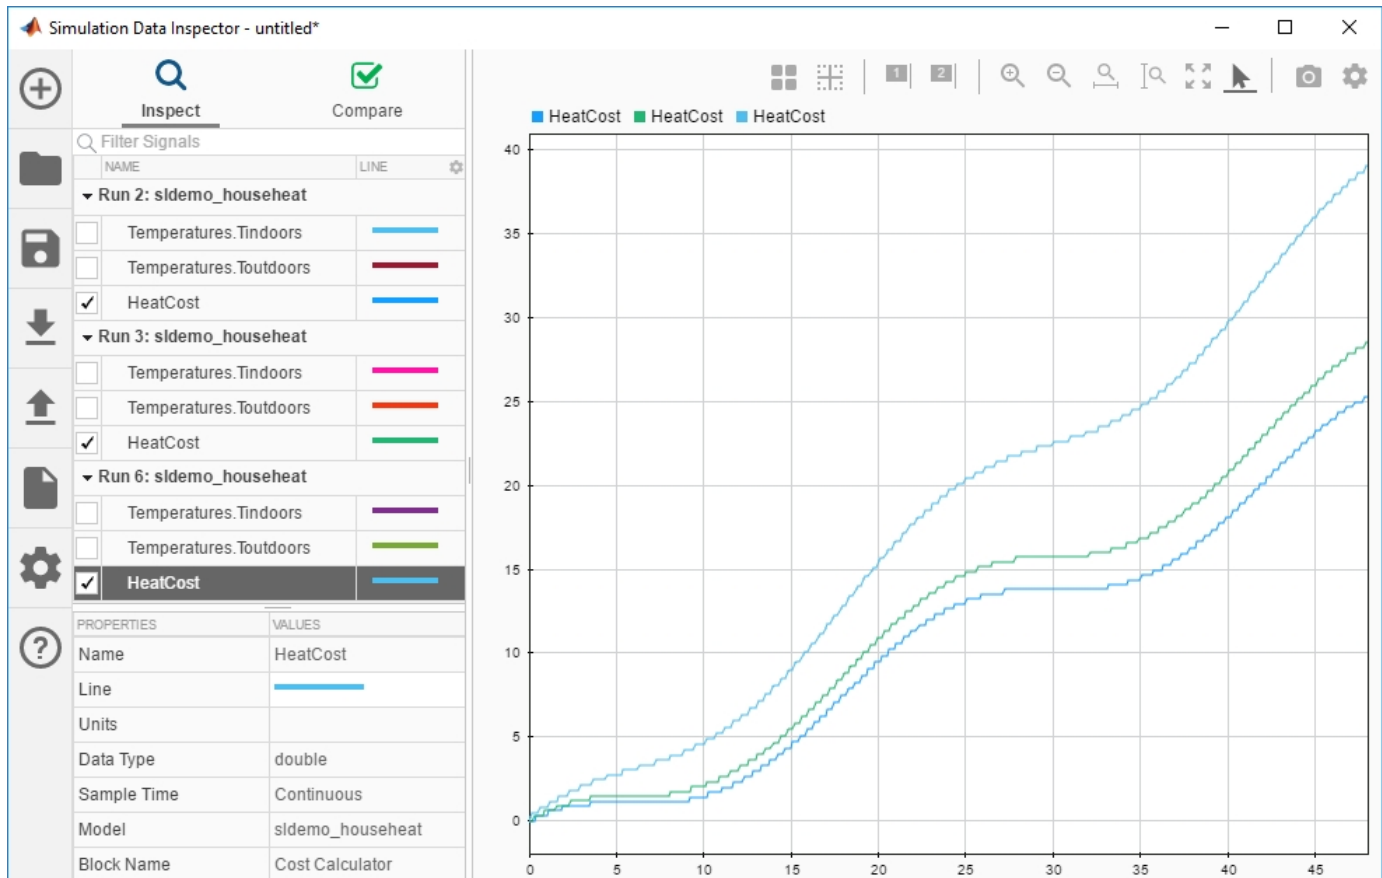 Simulation Data Inspector - untitled*
Inspect
Compare
Filter Signals
NAME LINE
Run 2: sldemo_househeat
Temperatures.Tindoors
Temperatures.Toutdoors
HeatCost
Run 3: sldemo_househeat
Temperatures.Tindoors
Temperatures.Toutdoors
HeatCost
Run 6: sldemo_househeat
Temperatures.Tindoors
Temperatures.Toutdoors
HeatCost
PROPERTIES VALUES
Name HeatCost
Line
Units
Data Type double
Sample Time Continuous
Model sldemo_househeat
Block Name Cost Calculator
1 2
HeatCost HeatCost HeatCost
40
35
30
25
20
15
10
5
0
0 5 10 15 20 25 30 35 40 45